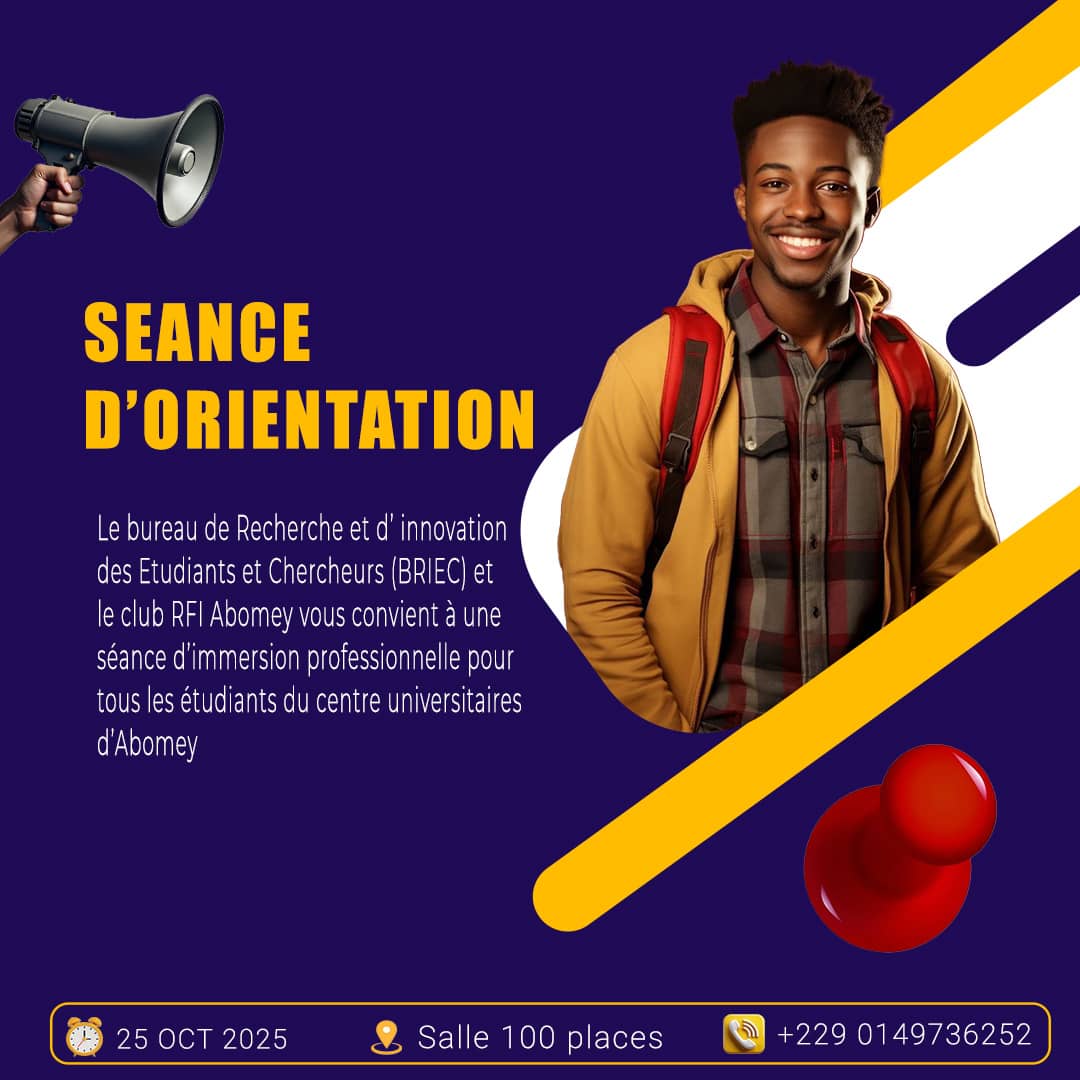 SEANCE
D’ORIENTATION
Le bureau de Recherche et d’ innovation
des Etudiants et Chercheurs (BRIEC) et
le club RFI Abomey vous convient à une
séance d’immersion professionnelle pour
tous les étudiants du centre universitaires
d’Abomey
25 OCT 2025
Salle 100 places
+229 0149736252